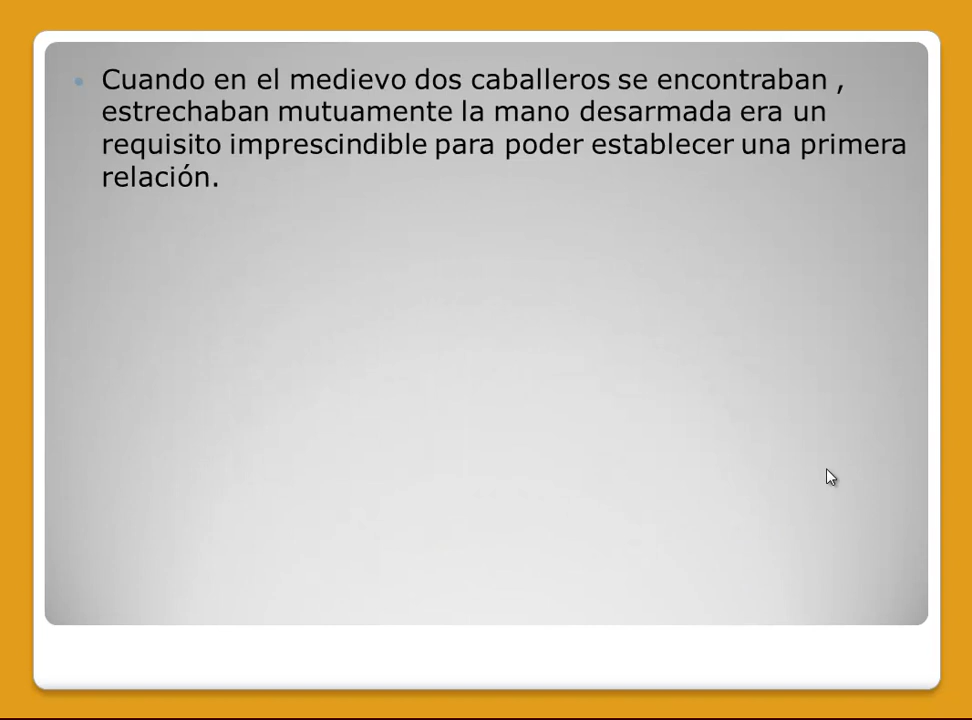 Cuando en el medievo dos caballeros se encontraban ,
estrechaban mutuamente la mano desarmada era un
requisito imprescindible para poder establecer una primera
relación.